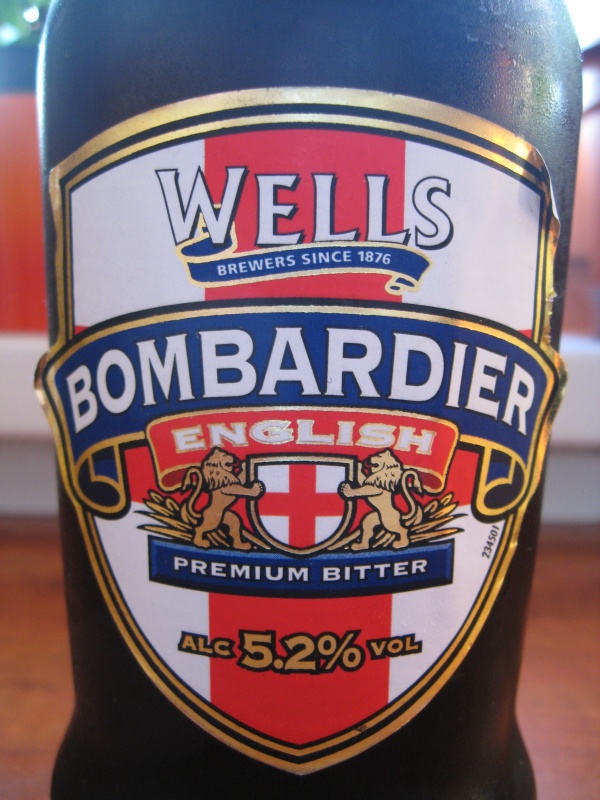 WELLS
BREWERS SINCE 1876
BOMBARDIER
ENGLISH
234501
PREMIUM BITTER
ALC 5.2% VOL